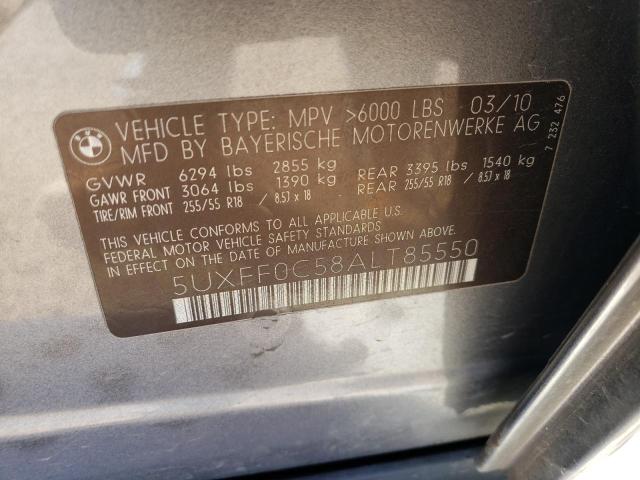 BMW
VEHICLE TYPE: MPV >6000 LBS 03/10
MFD BY BAYERISCHE MOTORENWERKE AG
7 232 476
GVWR 6294 lbs 2855 kg
GAWR FRONT 3064 lbs 1390 kg REAR 3395 lbs 1540 kg
TIRE/RIM FRONT 255/55 R18 / 8.5J x 18 REAR 255/55 R18 / 8.5J x 18
THIS VEHICLE CONFORMS TO ALL APPLICABLE U.S.
FEDERAL MOTOR VEHICLE SAFETY STANDARDS
IN EFFECT ON THE DATE OF MANUFACTURE SHOWN ABOVE.
5UXFF0C58ALT85550